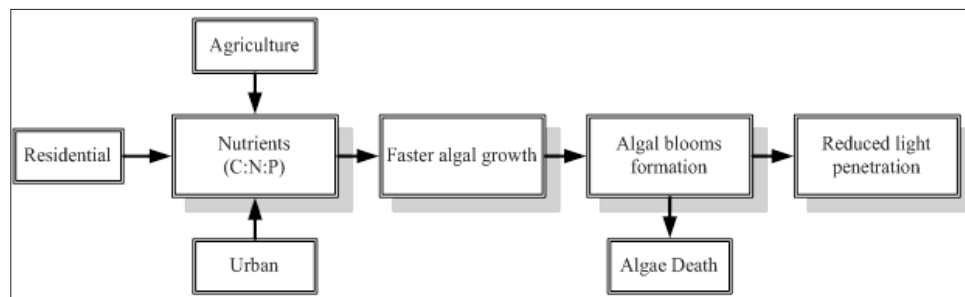 Agriculture
Residential
Nutrients
(C:N:P)
Faster algal growth
Algal blooms
formation
Reduced light
penetration
Urban
Algae Death